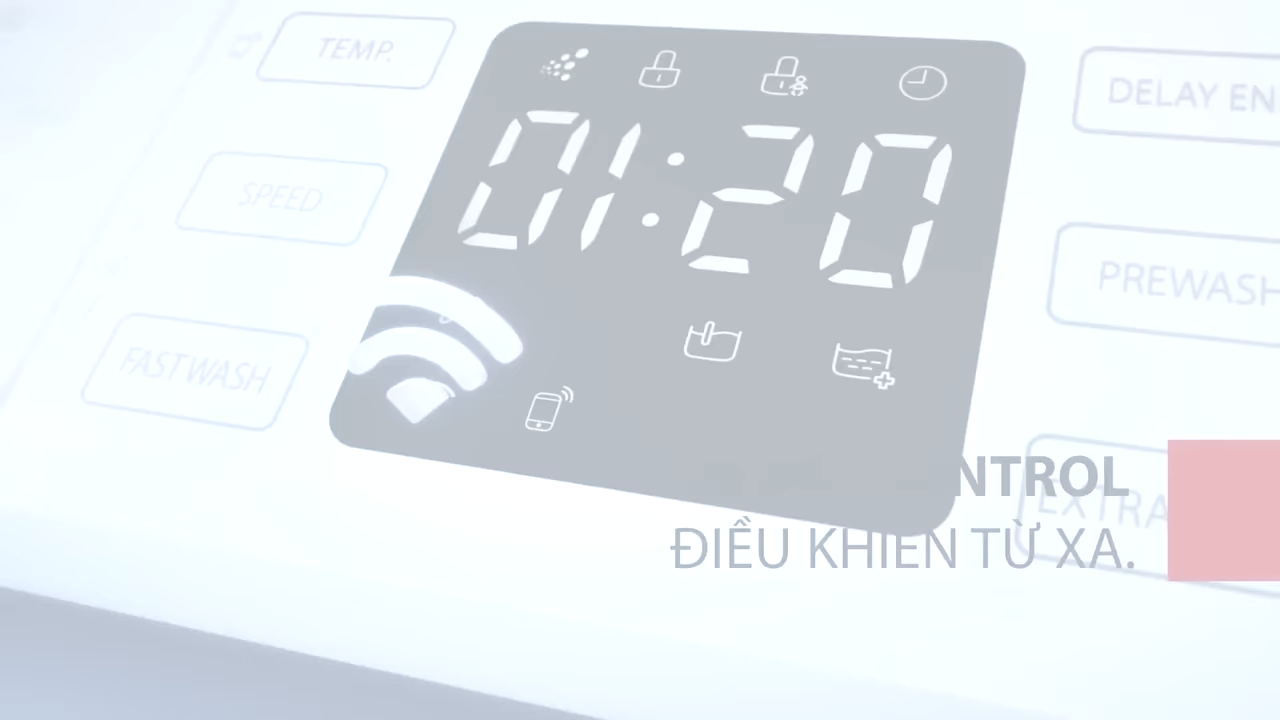 TEMP.
01:20
DELAY EN
SPEED
PREWASH
FASTWASH
NTROL
EXTRA
ĐIỀU KHIỂN TỪ XA.